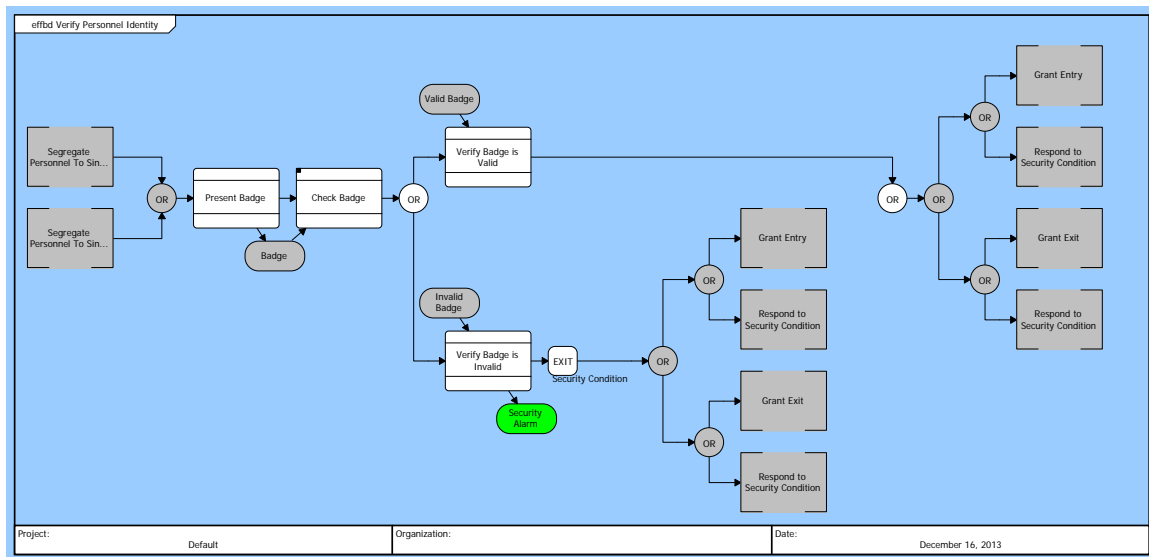 effbd Verify Personnel Identity
Segregate
Personnel To Sin...
Segregate
Personnel To Sin...
OR
Present Badge
Badge
Check Badge
OR
Valid Badge
Verify Badge is
Valid
Invalid
Badge
Verify Badge is
Invalid
Security
Alarm
EXIT
Security Condition
OR
OR
Grant Entry
Respond to
Security Condition
OR
Grant Exit
Respond to
Security Condition
OR
OR
OR
Grant Entry
Respond to
Security Condition
OR
Grant Exit
Respond to
Security Condition
Project:
Default
Organization:
Date:
December 16, 2013